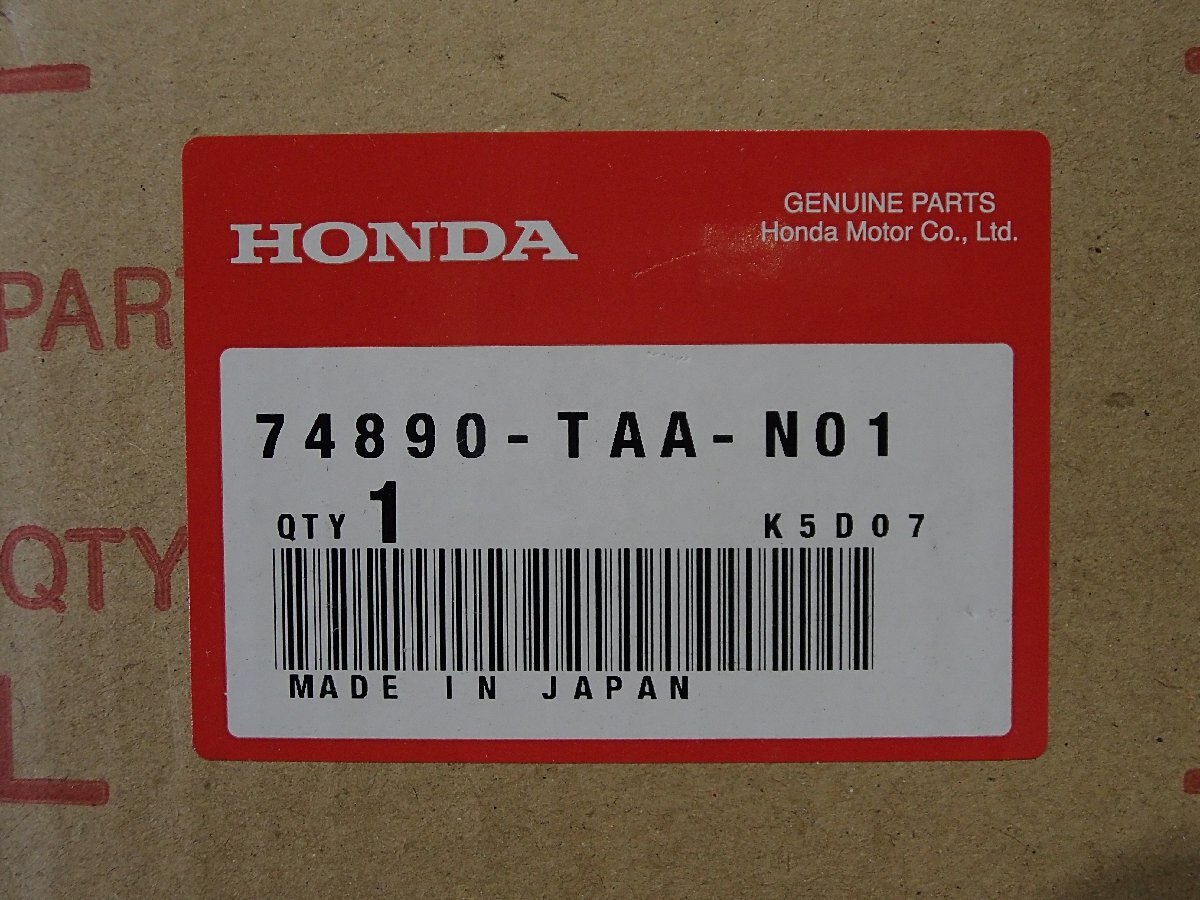 HONDA
GENUINE PARTS
Honda Motor Co., Ltd.
PART
74890-TAA-N01
QTY 1 K5D07
QTY
MADE IN JAPAN